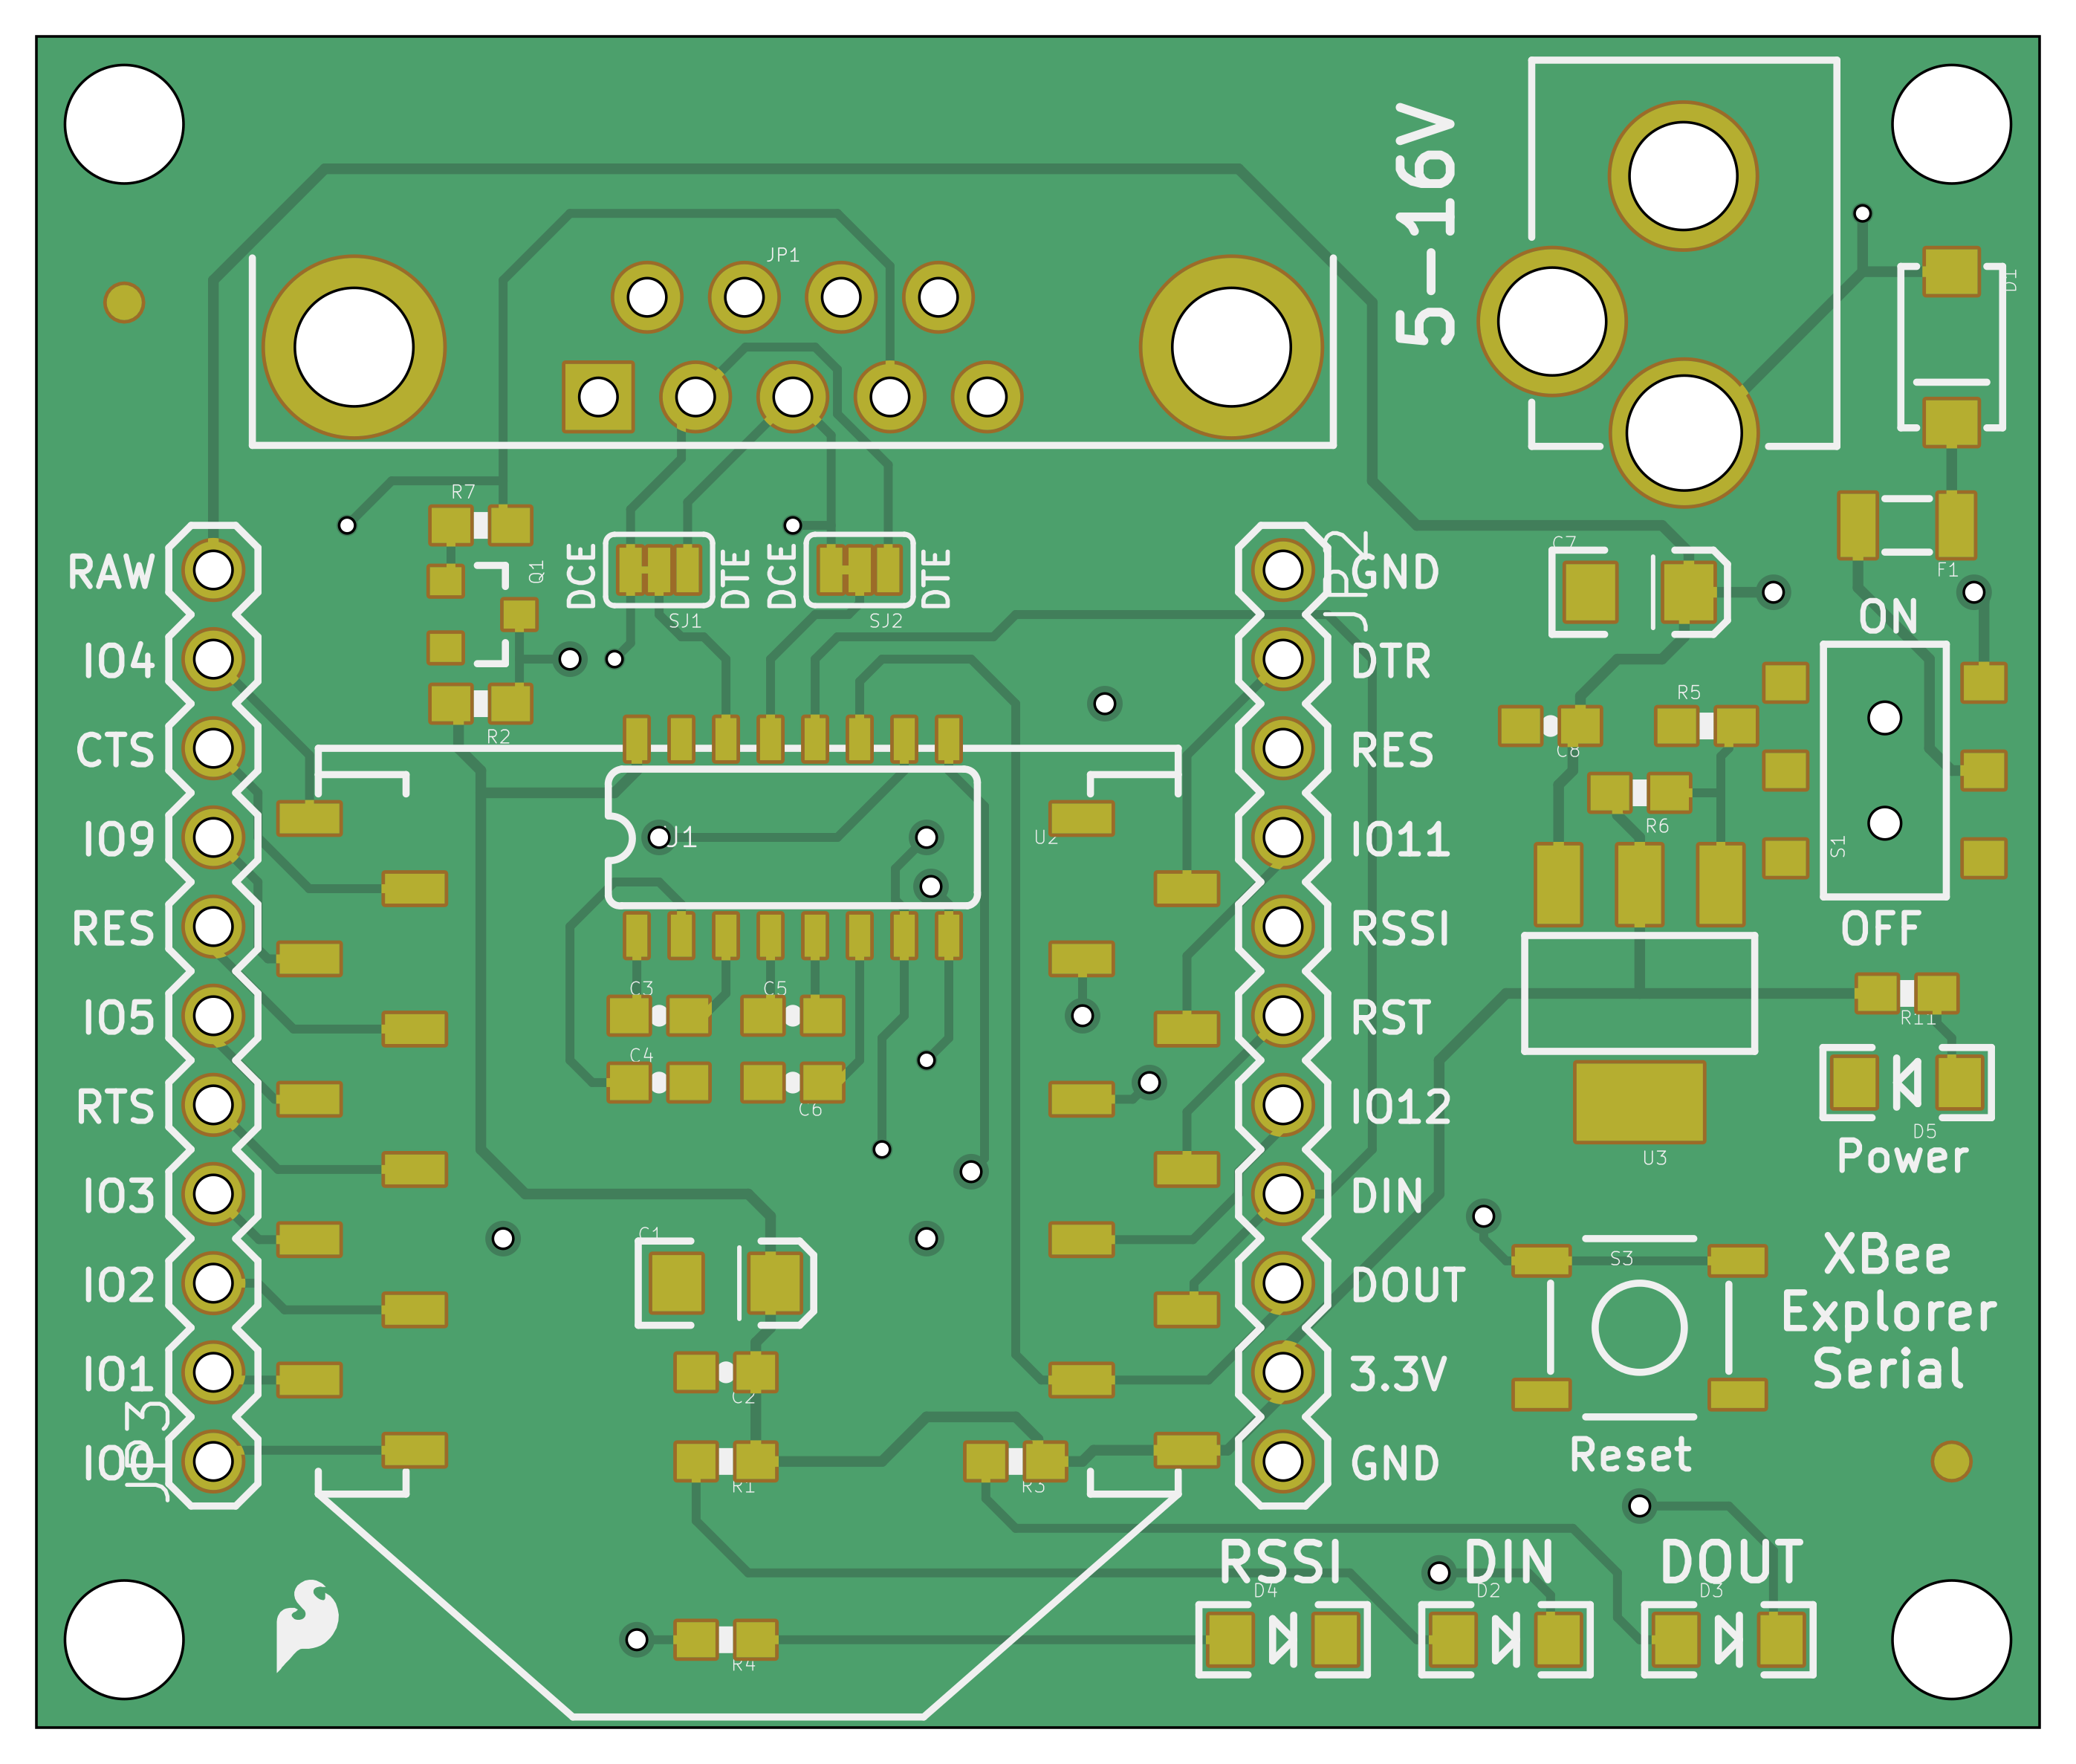 5-16V
JP1
D1
R7
Q1
DCE
DTE
SJ1
DCE
DTE
SJ2
C7
F1
ON
RAW
IO4
CTS
IO9
RES
IO5
RTS
IO3
IO2
IO1
IO0
JP3
JP2
GND
DTR
RES
IO11
RSSI
RST
IO12
DIN
DOUT
3.3V
GND
R2
R5
C8
R6
S1
OFF
U1
U2
C3
C5
C4
C6
R11
D5
Power
U3
C1
S3
XBee
Explorer
Serial
C2
Reset
R1
R3
RSSI
DIN
DOUT
D4
D2
D3
R4